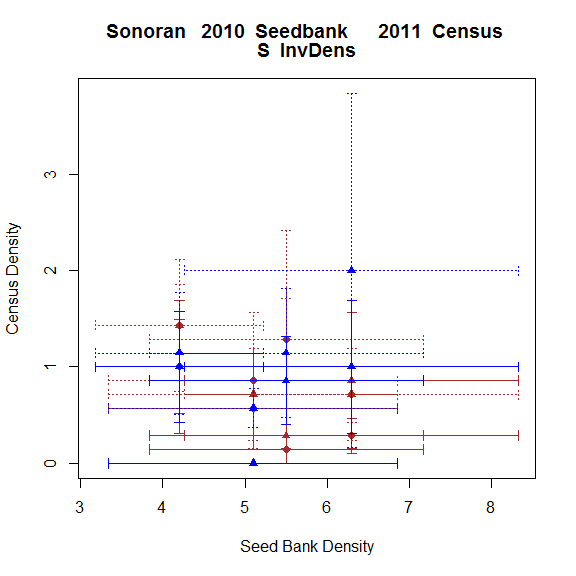 Sonoran 2010 Seedbank 2011 Census
S InvDens
Census Density
3
2
1
0
3 4 5 6 7 8
Seed Bank Density